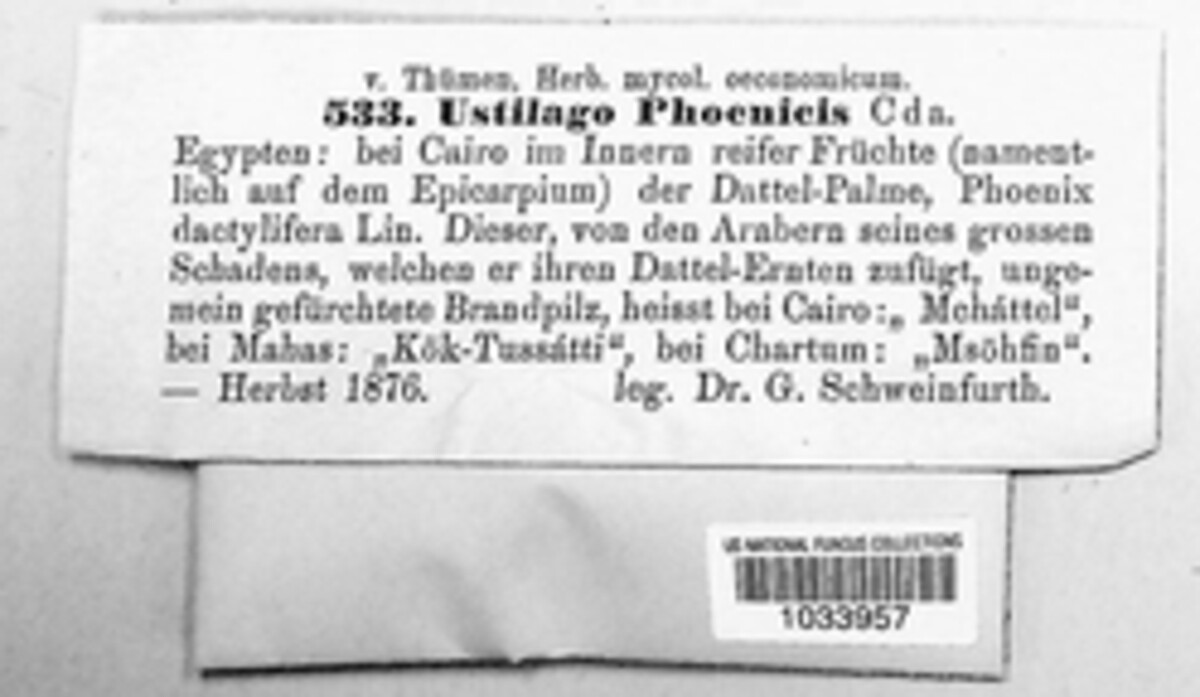 v. Thümen, Herb. mycol. oeconomicum.
533. Ustilago Phoenicis Cda.
Egypten: bei Cairo im Innern reifer Früchte (nament-
lich auf dem Epicarpium) der Dattel-Palme, Phoenix
dactylifera Lin. Dieser, von den Arabern seines grossen
Schadens, welchen er ihren Dattel-Ernten zufügt, unge-
mein gefürchtete Brandpilz, heisst bei Cairo: „Mcháttel“,
bei Mahas: „Kök-Tussátti“, bei Chartum: „Msöhfin“.
— Herbst 1876. leg. Dr. G. Schweinfurth.
US NATIONAL FUNGUS COLLECTIONS
1033957